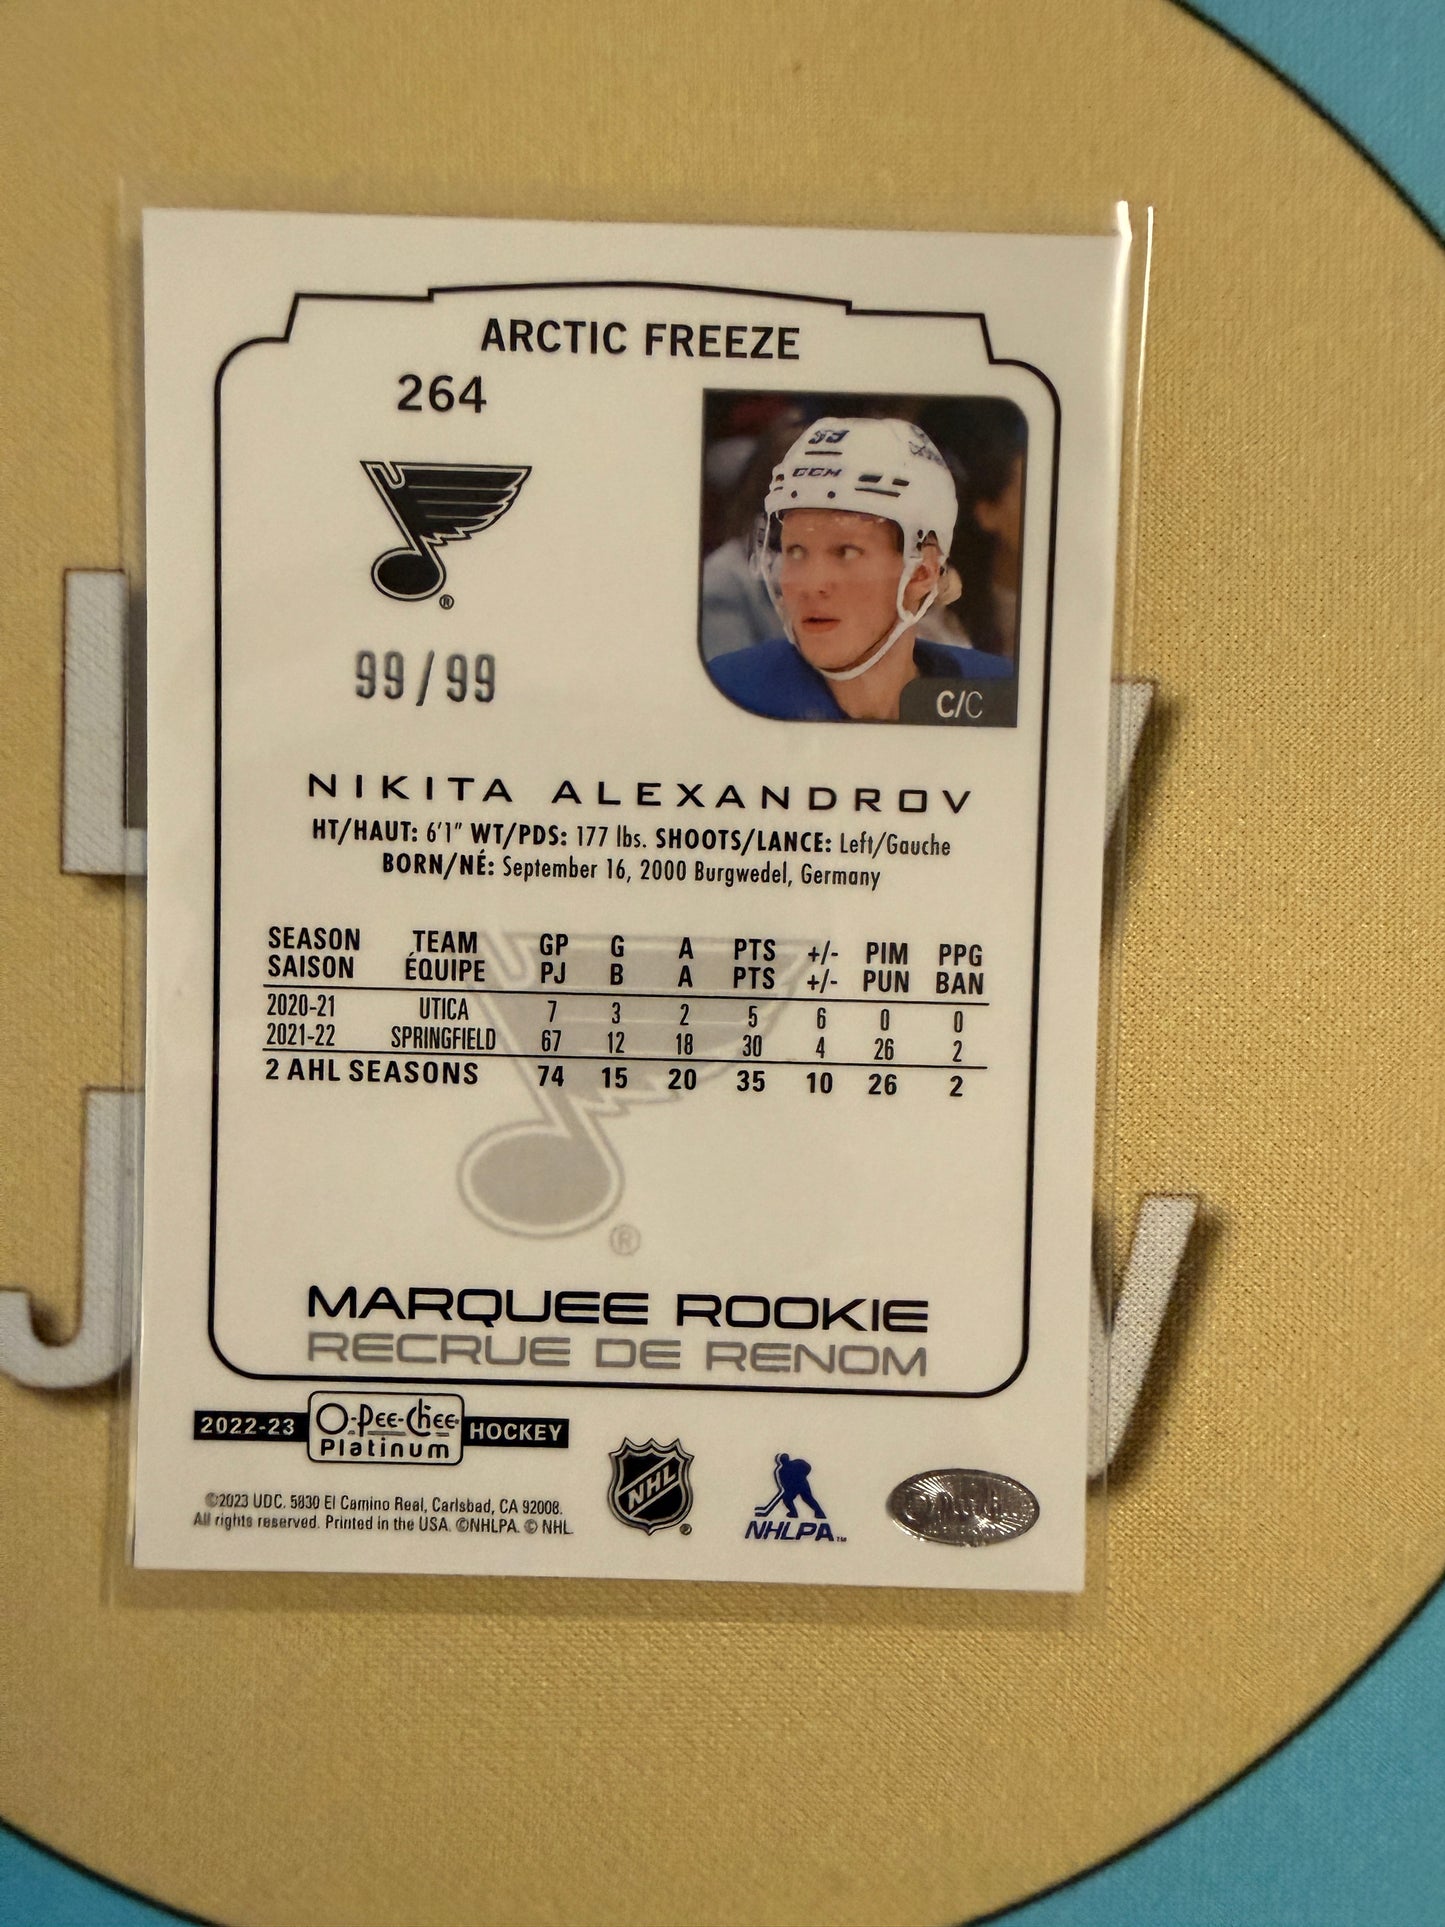 ARCTIC FREEZE
264
99
CCM
®
99/99
C/C
NIKITA ALEXANDROV
HT/HAUT: 6'1" WT/PDS: 177 lbs. SHOOTS/LANCE: Left/Gauche
BORN/NÉ: September 16, 2000 Burgwedel, Germany
SEASON TEAM GP G A PTS +/- PIM PPG
SAISON ÉQUIPE PJ B A PTS +/- PUN BAN
2020-21 UTICA 7 3 2 5 6 0 0
2021-22 SPRINGFIELD 67 12 18 30 4 26 2
2 AHL SEASONS 74 15 20 35 10 26 2
®
MARQUEE ROOKIE
RECRUE DE RENOM
2022-23 O-Pee-Chee Platinum HOCKEY
©2023 UDC. 5830 El Camino Real, Carlsbad, CA 92008.
All rights reserved. Printed in the USA. ©NHLPA. © NHL.
NHL ®
NHLPA™